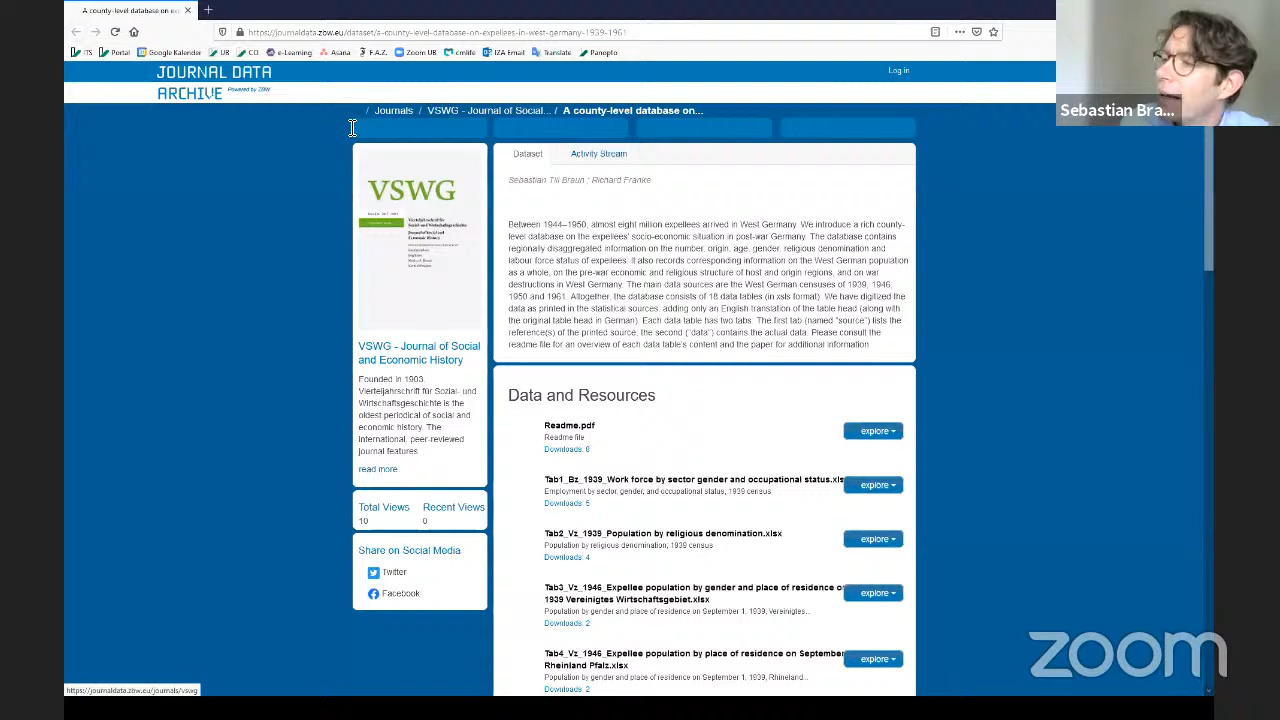 A county-level database on ex
https://journaldata.zbw.eu/dataset/a-county-level-database-on-expellees-in-west-germany-1939-1961
ITS Portal Google Kalender UB CO e-Learning Asana F.A.Z. Zoom UB cmlife IZA Email Translate Panopto
JOURNAL DATA
ARCHIVE Powered by ZBW
Log in
/ Journals / VSWG - Journal of Social... / A county-level database on...
Sebastian Bra...
Dataset Activity Stream
Sebastian Till Braun ; Richard Franke
Between 1944–1950, almost eight million expellees arrived in West Germany. We introduce a rich county-
level database on the expellees' socio-economic situation in post-war Germany. The database contains
regionally disaggregated information on the number, origin, age, gender, religious denomination and
labour force status of expellees. It also records corresponding information on the West German population
as a whole, on the pre-war economic and religious structure of host and origin regions, and on war
destructions in West Germany. The main data sources are the West German censuses of 1939, 1946,
1950 and 1961. Altogether, the database consists of 18 data tables (in xls format). We have digitized the
data as printed in the statistical sources, adding only an English translation of the table head (along with
the original table head in German). Each data table has two tabs: The first tab (named "source") lists the
reference(s) of the printed source, the second ("data") contains the actual data. Please consult the
readme file for an overview of each data table's content and the paper for additional information
VSWG
VSWG - Journal of Social
and Economic History
Founded in 1903,
Vierteljahrschrift für Sozial- und
Wirtschaftsgeschichte is the
oldest periodical of social and
economic history. The
international, peer-reviewed
journal features
read more
Total Views Recent Views
10 0
Share on Social Media
Twitter
Facebook
Data and Resources
Readme.pdf
Readme file
Downloads: 8
explore
Tab1_Bz_1939_Work force by sector gender and occupational status.xls
Employment by sector, gender, and occupational status, 1939 census
Downloads: 5
explore
Tab2_Vz_1939_Population by religious denomination.xlsx
Population by religious denomination; 1939 census
Downloads: 4
explore
Tab3_Vz_1946_Expellee population by gender and place of residence o
1939 Vereinigtes Wirtschaftsgebiet.xlsx
Population by gender and place of residence on September 1, 1939, Vereinigtes...
Downloads: 2
explore
Tab4_Vz_1946_Expellee population by place of residence on September
Rheinland Pfalz.xlsx
Population by gender and place of residence on September 1, 1939, Rheinland...
Downloads: 2
explore
https://journaldata.zbw.eu/journals/vswg
zoom